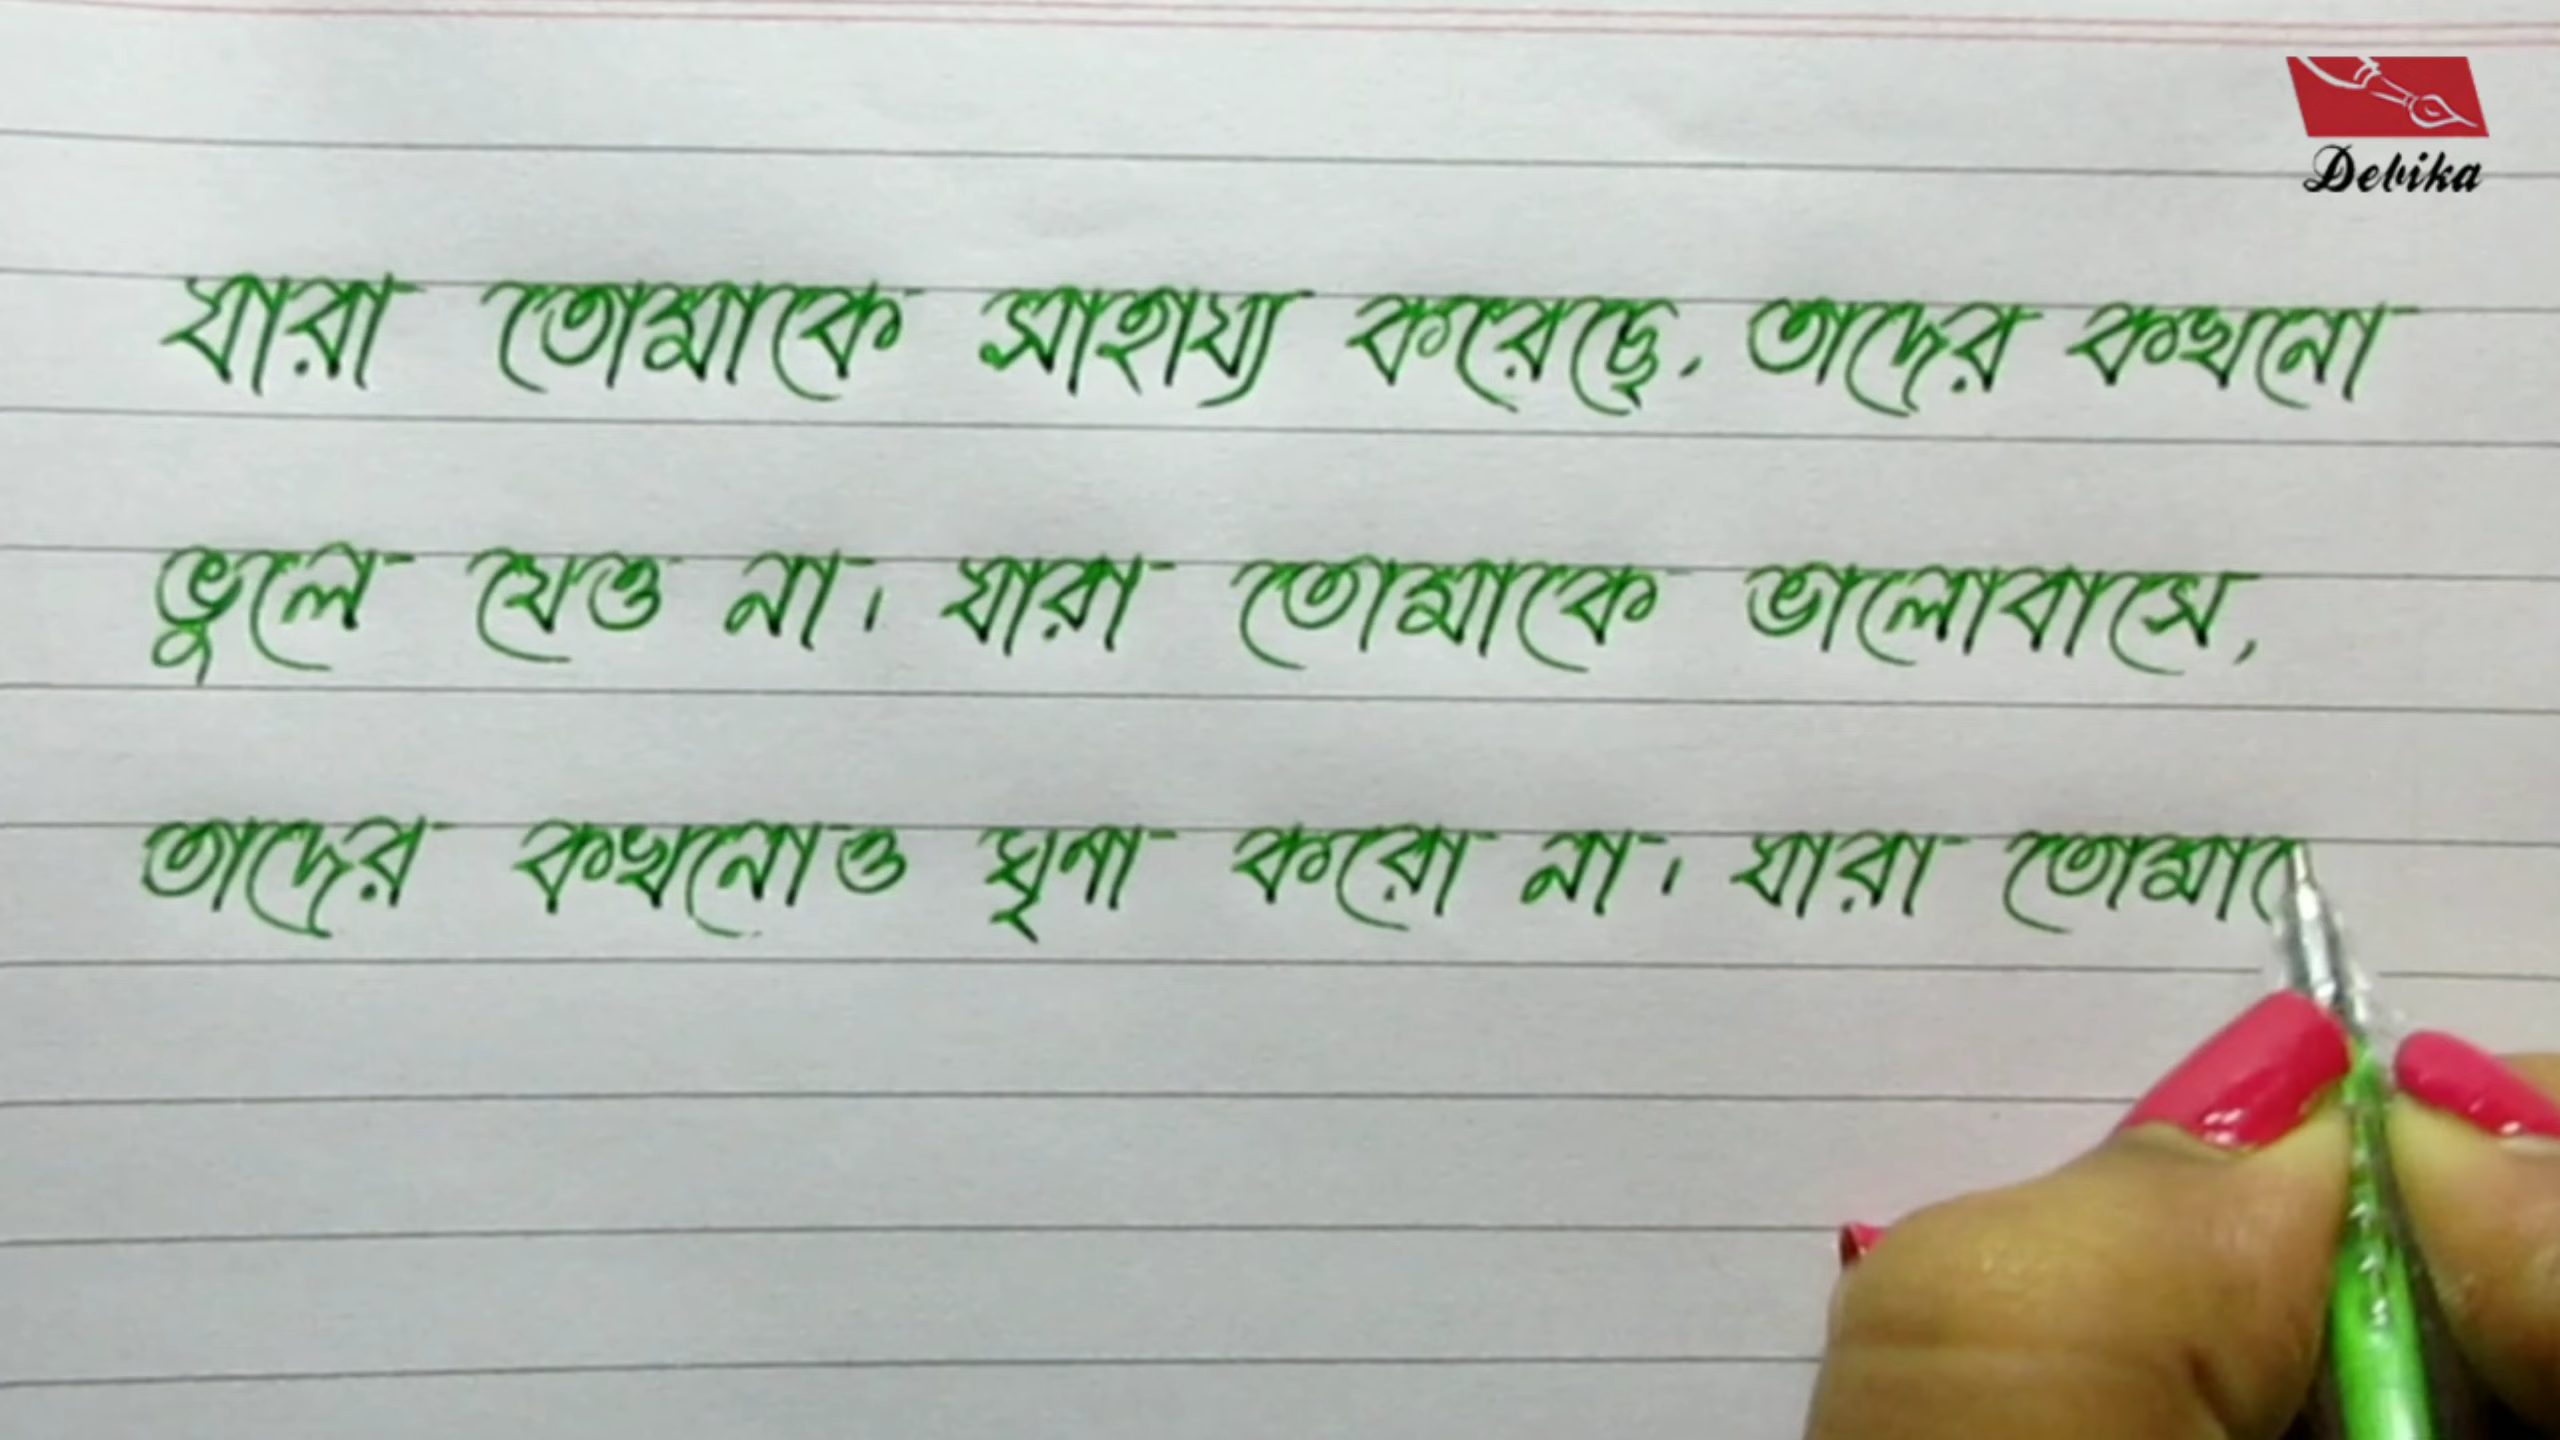 Debika
যারা তোমাকে সাহায্য করেছে, তাদের কখনো
ভুলে যেও না। যারা তোমাকে ভালোবাসে,
তাদের কখনোও ঘৃণা করো না। যারা